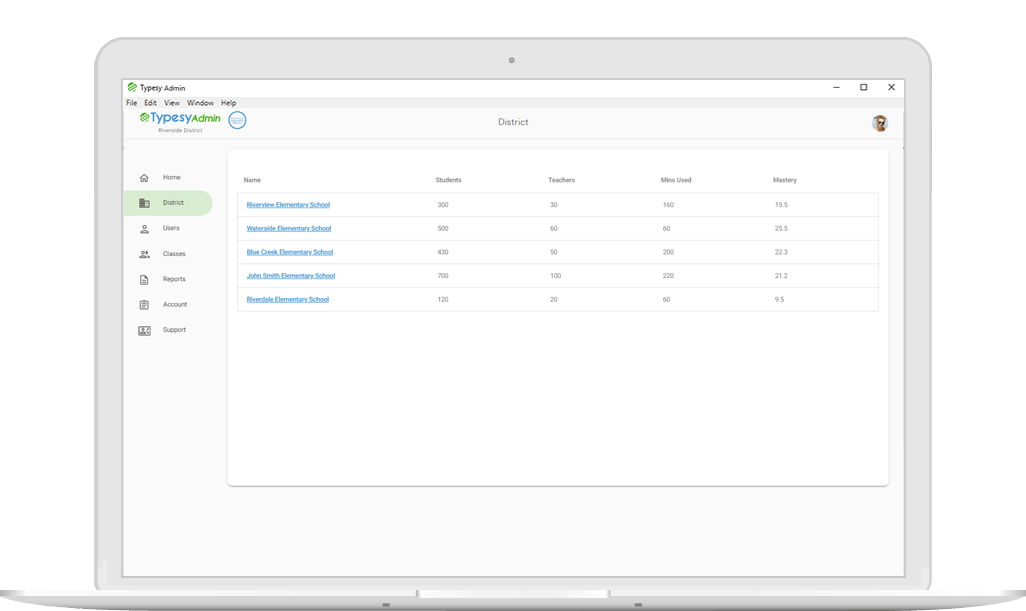 Typesy Admin
File Edit View Window Help
TypesyAdmin
Riverside District
District
Home
District
Users
Classes
Reports
Account
Support
Name Students Teachers Mins Used Mastery
Riverview Elementary School 300 30 160 15.5
Waterside Elementary School 500 60 60 25.5
Blue Creek Elementary School 430 50 200 22.3
John Smith Elementary School 700 100 220 21.2
Riverdale Elementary School 120 20 60 9.5